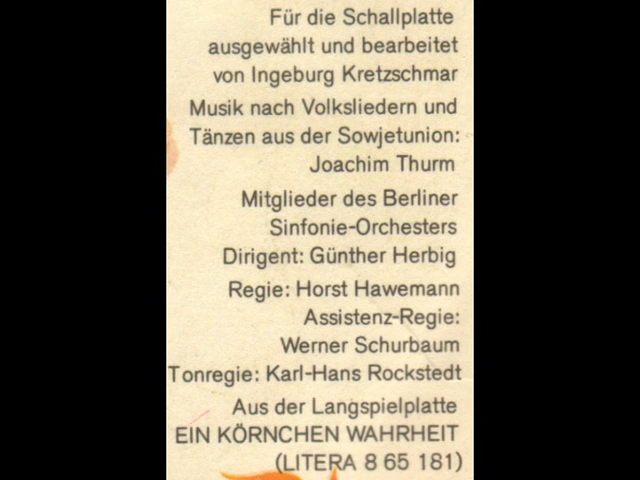 Für die Schallplatte
ausgewählt und bearbeitet
von Ingeburg Kretzschmar
Musik nach Volksliedern und
Tänzen aus der Sowjetunion:
Joachim Thurm
Mitglieder des Berliner
Sinfonie-Orchesters
Dirigent: Günther Herbig
Regie: Horst Hawemann
Assistenz-Regie:
Werner Schurbaum
Tonregie: Karl-Hans Rockstedt
Aus der Langspielplatte
EIN KÖRNCHEN WAHRHEIT
(LITERA 8 65 181)